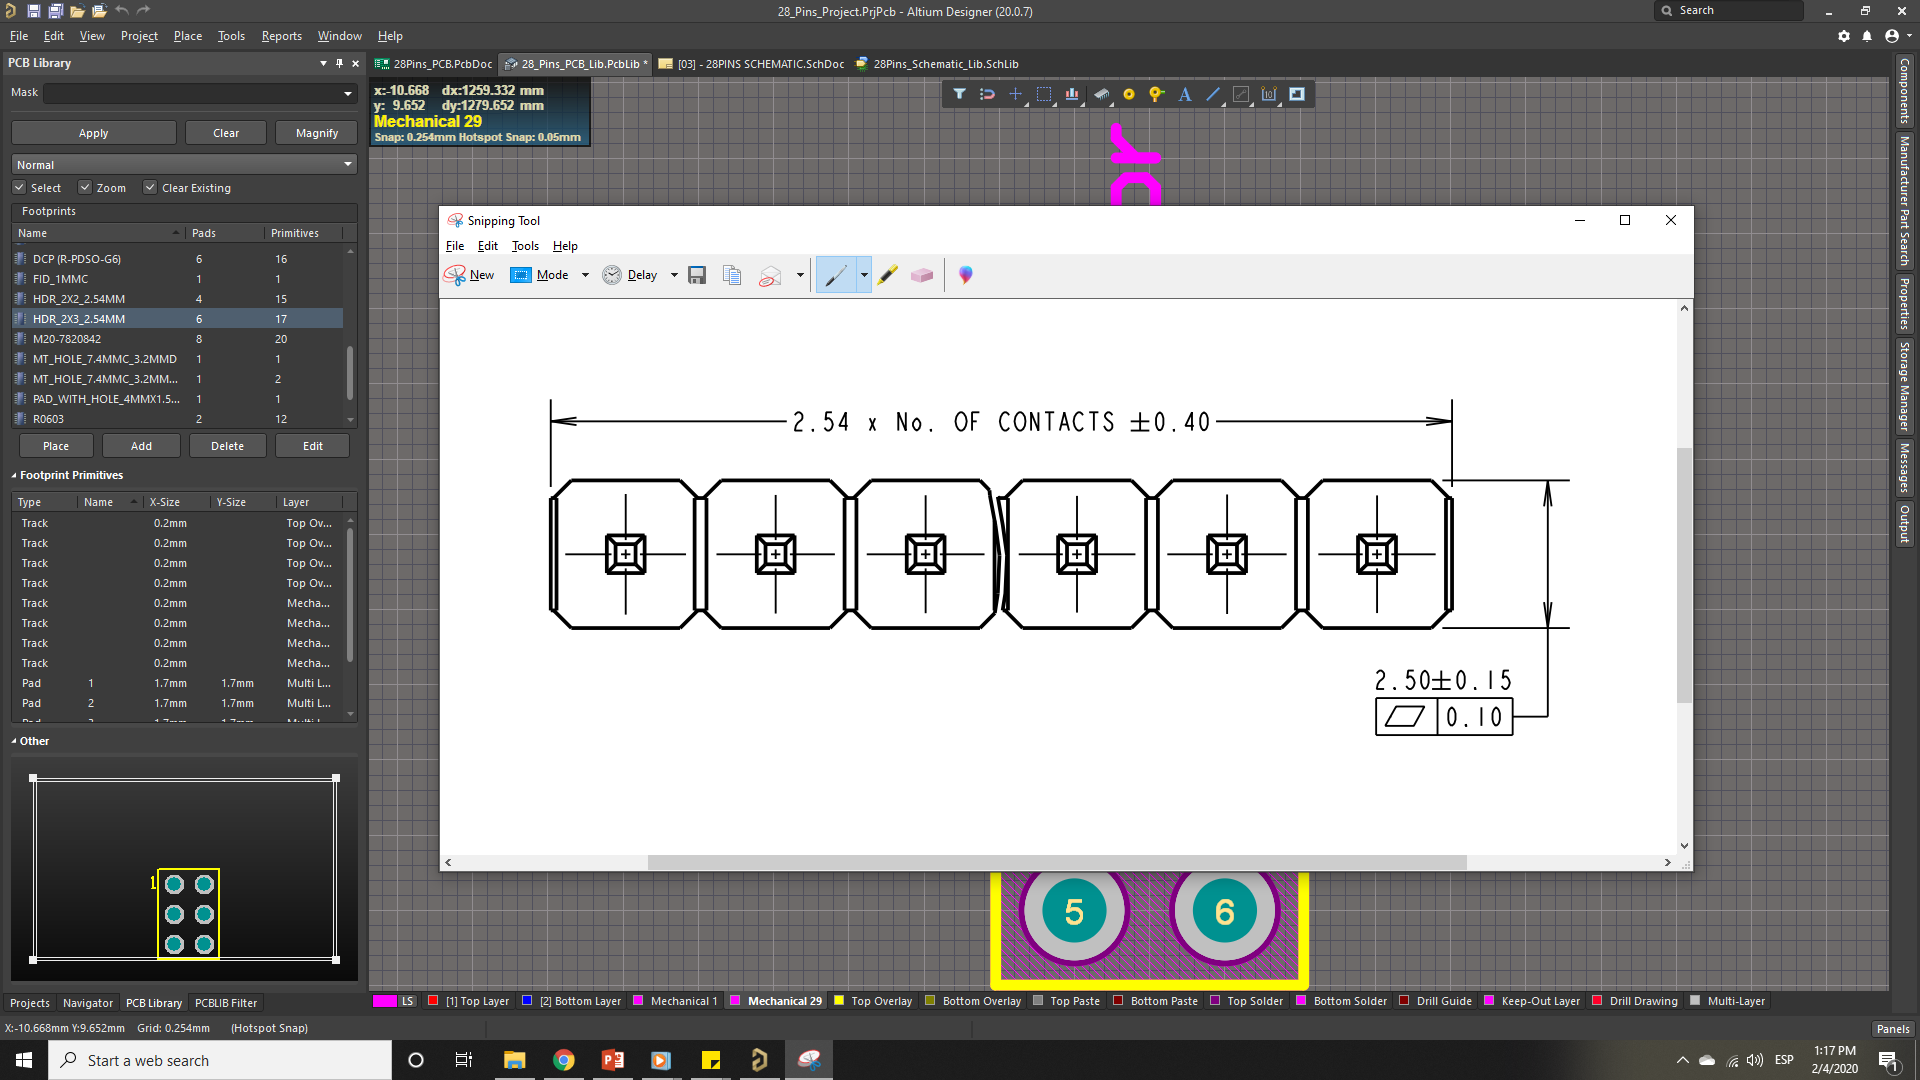 28_Pins_Project.PrjPcb - Altium Designer (20.0.7)
Search
File Edit View Project Place Tools Reports Window Help
PCB Library
28Pins_PCB.PcbDoc
28_Pins_PCB_Lib.PcbLib *
[03] - 28PINS SCHEMATIC.SchDoc
28Pins_Schematic_Lib.SchLib
Mask
Apply Clear Magnify
Normal
Select Zoom Clear Existing
Footprints
Name Pads Primitives
DCP (R-PDSO-G6) 6 16
FID_1MMC 1 1
HDR_2X2_2.54MM 4 15
HDR_2X3_2.54MM 6 17
M20-7820842 8 20
MT_HOLE_7.4MMC_3.2MMD 1 1
MT_HOLE_7.4MMC_3.2MM... 1 2
PAD_WITH_HOLE_4MMX1.5... 1 1
R0603 2 12
Place Add Delete Edit
Footprint Primitives
Type Name X-Size Y-Size Layer
Track 0.2mm Top Ov...
Track 0.2mm Top Ov...
Track 0.2mm Top Ov...
Track 0.2mm Top Ov...
Track 0.2mm Mecha...
Track 0.2mm Mecha...
Track 0.2mm Mecha...
Track 0.2mm Mecha...
Pad 1 1.7mm 1.7mm Multi L...
Pad 2 1.7mm 1.7mm Multi L...
Other
1
Projects Navigator PCB Library PCBLIB Filter
x:-10.668 dx:1259.332 mm
y: 9.652 dy:1279.652 mm
Mechanical 29
Snap: 0.254mm Hotspot Snap: 0.05mm
Snipping Tool
File Edit Tools Help
New Mode Delay
2.54 x No. OF CONTACTS ±0.40
2.50±0.15
0.10
5 6
Components
Manufacturer Part Search
Properties
Storage Manager
Messages
Output
LS [1] Top Layer [2] Bottom Layer Mechanical 1 Mechanical 29 Top Overlay Bottom Overlay Top Paste Bottom Paste Top Solder Bottom Solder Drill Guide Keep-Out Layer Drill Drawing Multi-Layer
X:-10.668mm Y:9.652mm Grid: 0.254mm (Hotspot Snap)
Panels
Start a web search
ESP
1:17 PM
2/4/2020
1